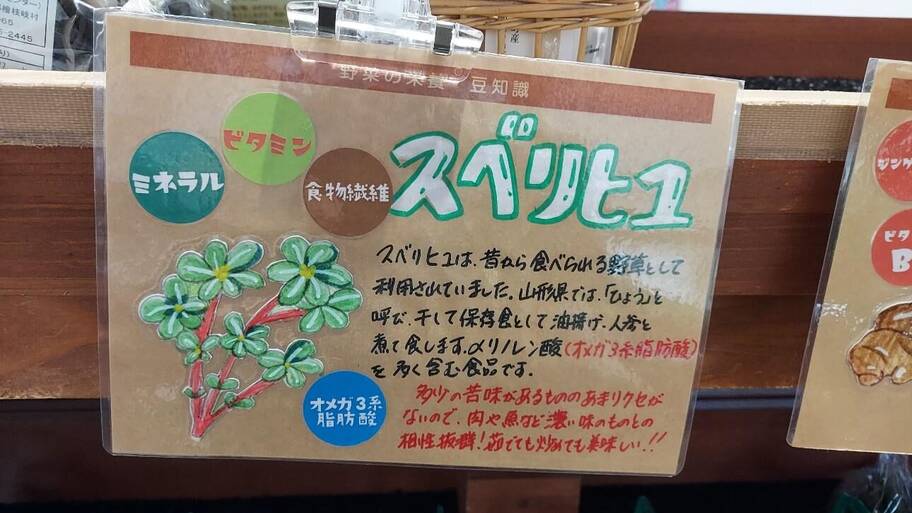 檜枝岐村
2445
野菜の栄養 豆知識
ビタミン
ミネラル
食物繊維
スベリヒユ
スベリヒユは、昔から食べられる野草として
利用されていました。山形県では、「ひょう」と
呼び、干して保存食として油揚げ、人参と
煮て食します。αリノレン酸(オメガ3系脂肪酸)
を多く含む食品です。
オメガ3系
脂肪酸
多少の苦味があるもののあまりクセが
ないので、肉や魚など濃い味のものとの
相性抜群!茹でても炒めても美味しい!!
ビタ
B